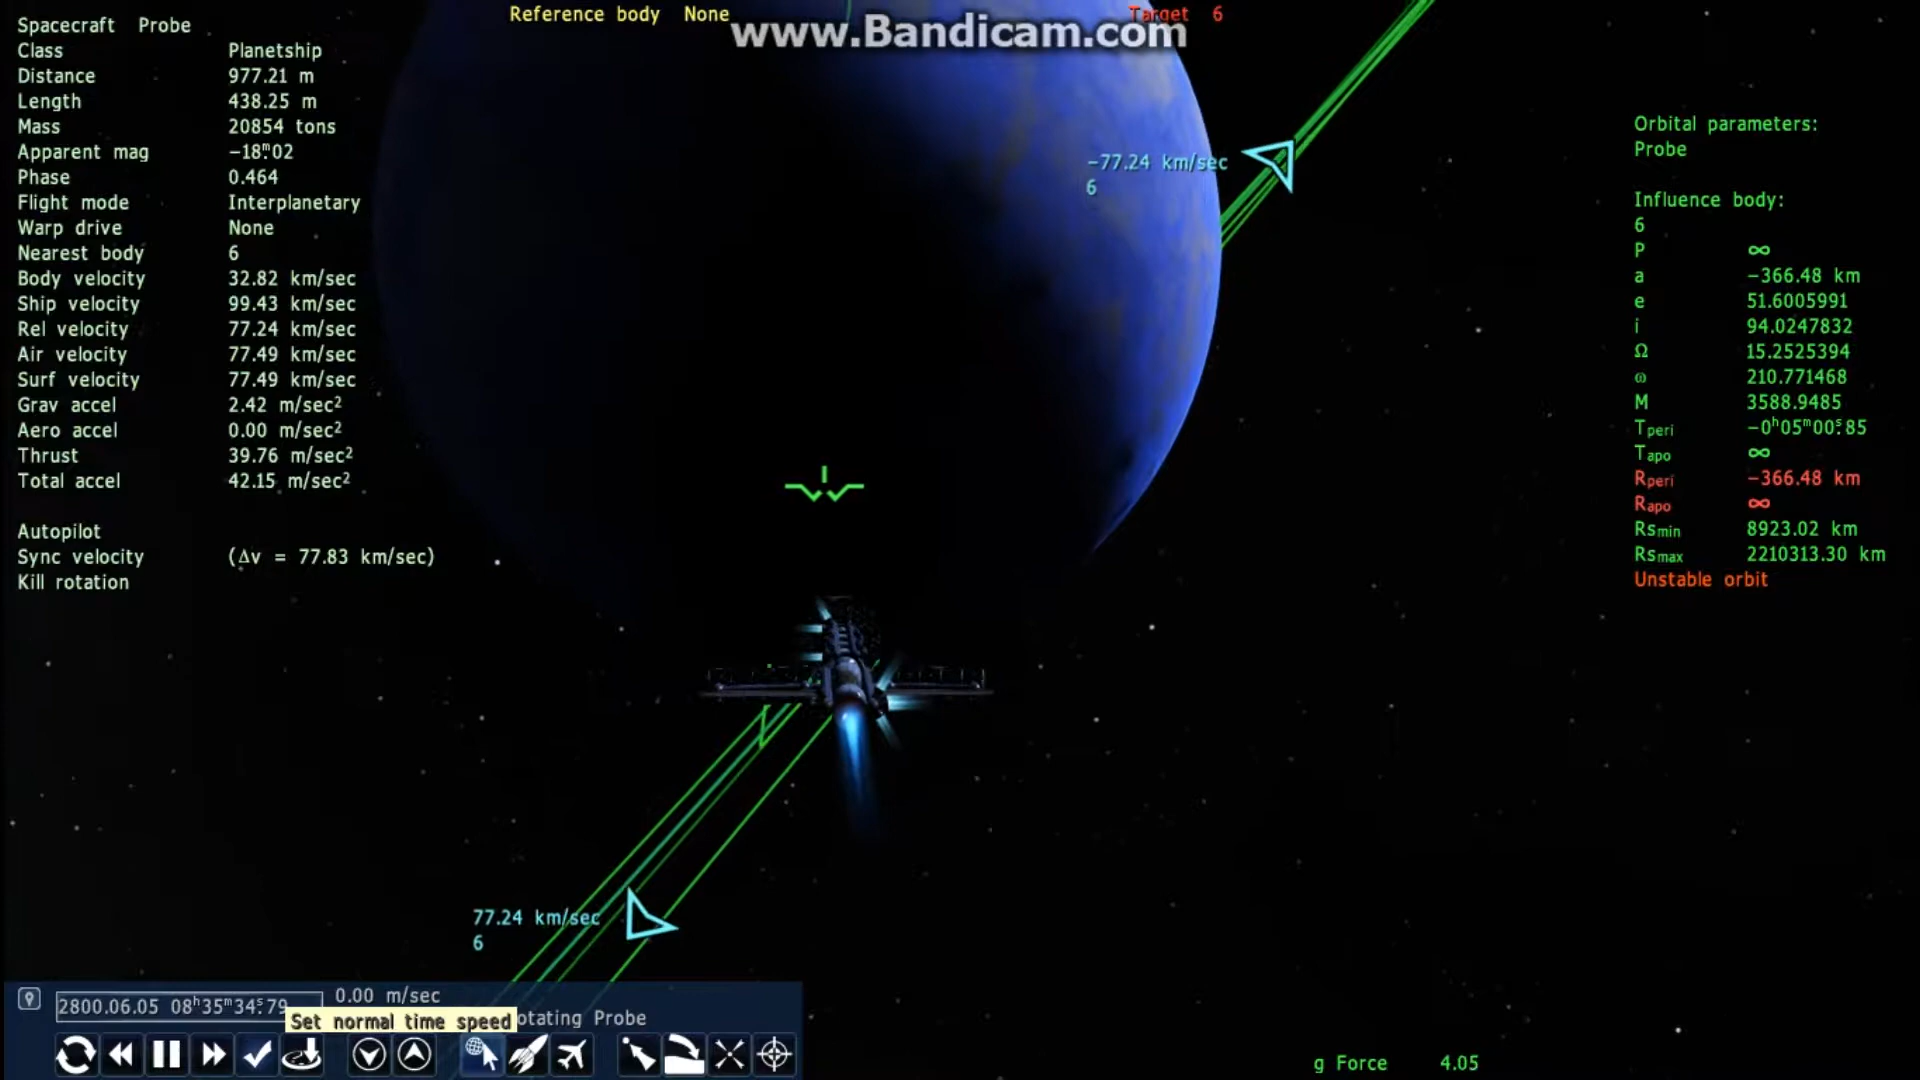 Reference body None
www.Bandicam.com
Target 6
Spacecraft Probe
Class Planetship
Distance 977.21 m
Length 438.25 m
Mass 20854 tons
Apparent mag −18ᵐ.02
Phase 0.464
Flight mode Interplanetary
Warp drive None
Nearest body 6
Body velocity 32.82 km/sec
Ship velocity 99.43 km/sec
Rel velocity 77.24 km/sec
Air velocity 77.49 km/sec
Surf velocity 77.49 km/sec
Grav accel 2.42 m/sec²
Aero accel 0.00 m/sec²
Thrust 39.76 m/sec²
Total accel 42.15 m/sec²
Autopilot
Sync velocity (Δv = 77.83 km/sec)
Kill rotation
−77.24 km/sec
6
Orbital parameters:
Probe
Influence body:
6
P ∞
a −366.48 km
e 51.6005991
i 94.0247832
Ω 15.2525394
ω 210.771468
M 3588.9485
Tperi −0ʰ05ᵐ00ˢ.85
Tapo ∞
Rperi −366.48 km
Rapo ∞
Rsmin 8923.02 km
Rsmax 2210313.30 km
Unstable orbit
77.24 km/sec
6
2800.06.05 08ʰ35ᵐ34ˢ.79
0.00 m/sec
Set normal time speed
otating Probe
g Force 4.05